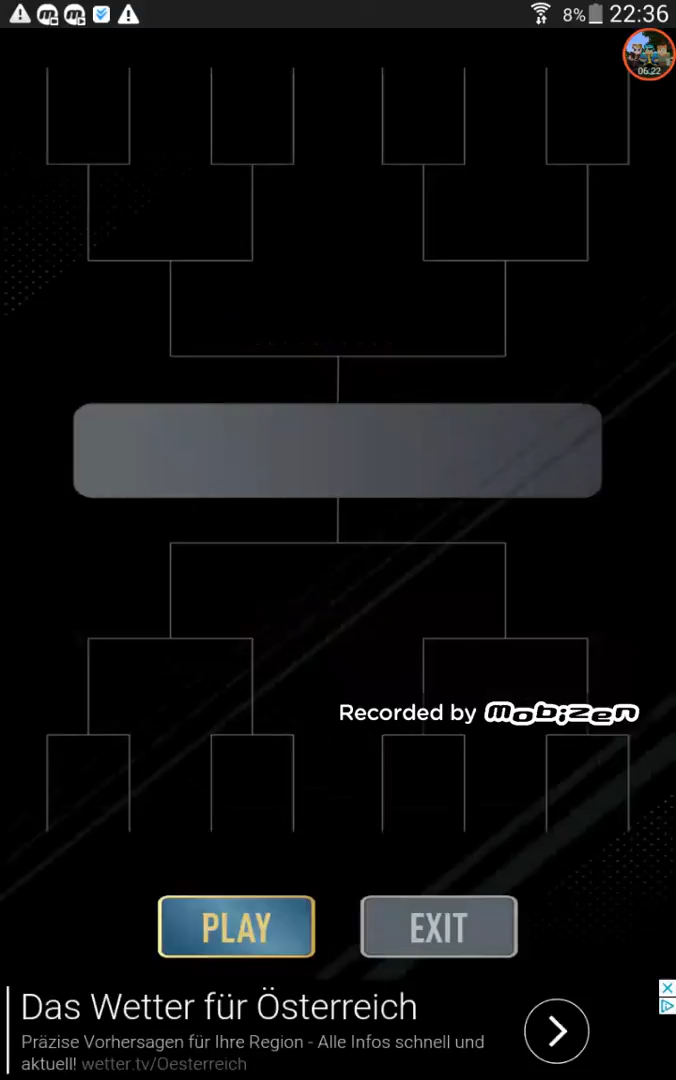 8% 22:36
06:22
Recorded by mobizen
PLAY EXIT
Das Wetter für Österreich
Präzise Vorhersagen für Ihre Region - Alle Infos schnell und
aktuell! wetter.tv/Oesterreich